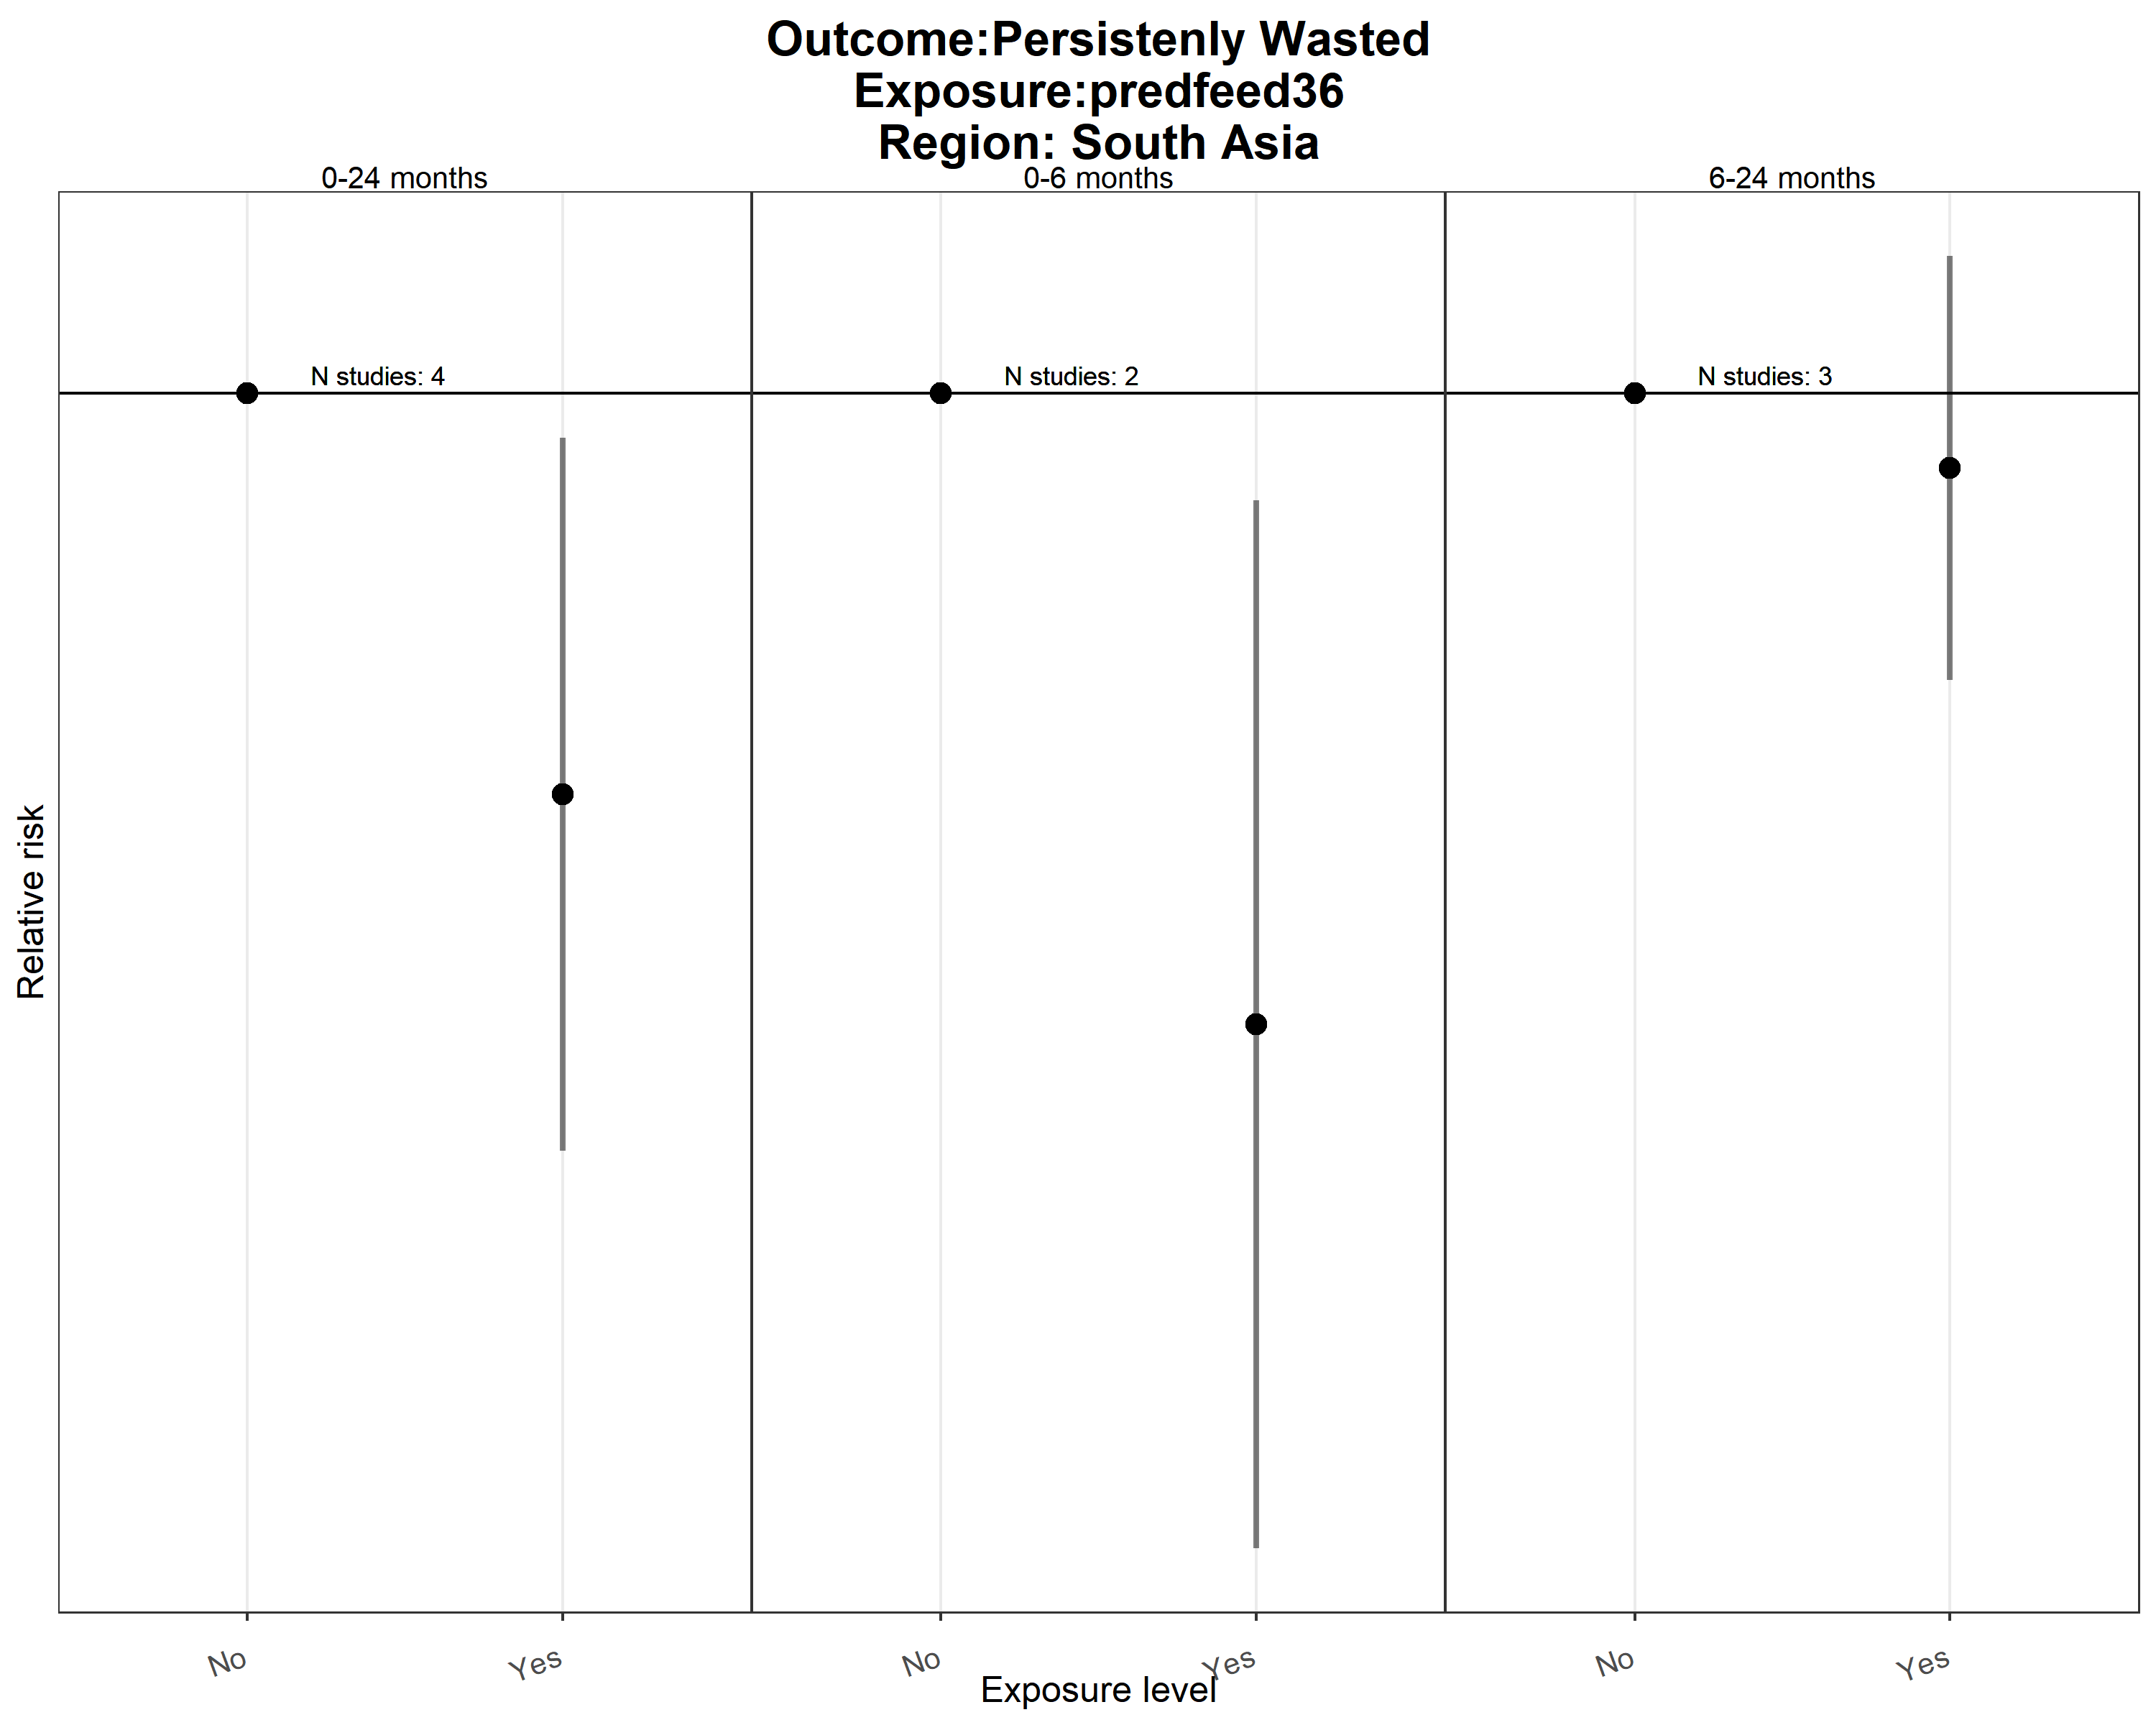 Outcome:Persistenly Wasted
Exposure:predfeed36
Region: South Asia
0-24 months
0-6 months
6-24 months
N studies: 4
N studies: 2
N studies: 3
Relative risk
No
Yes
No
Yes
No
Yes
Exposure level